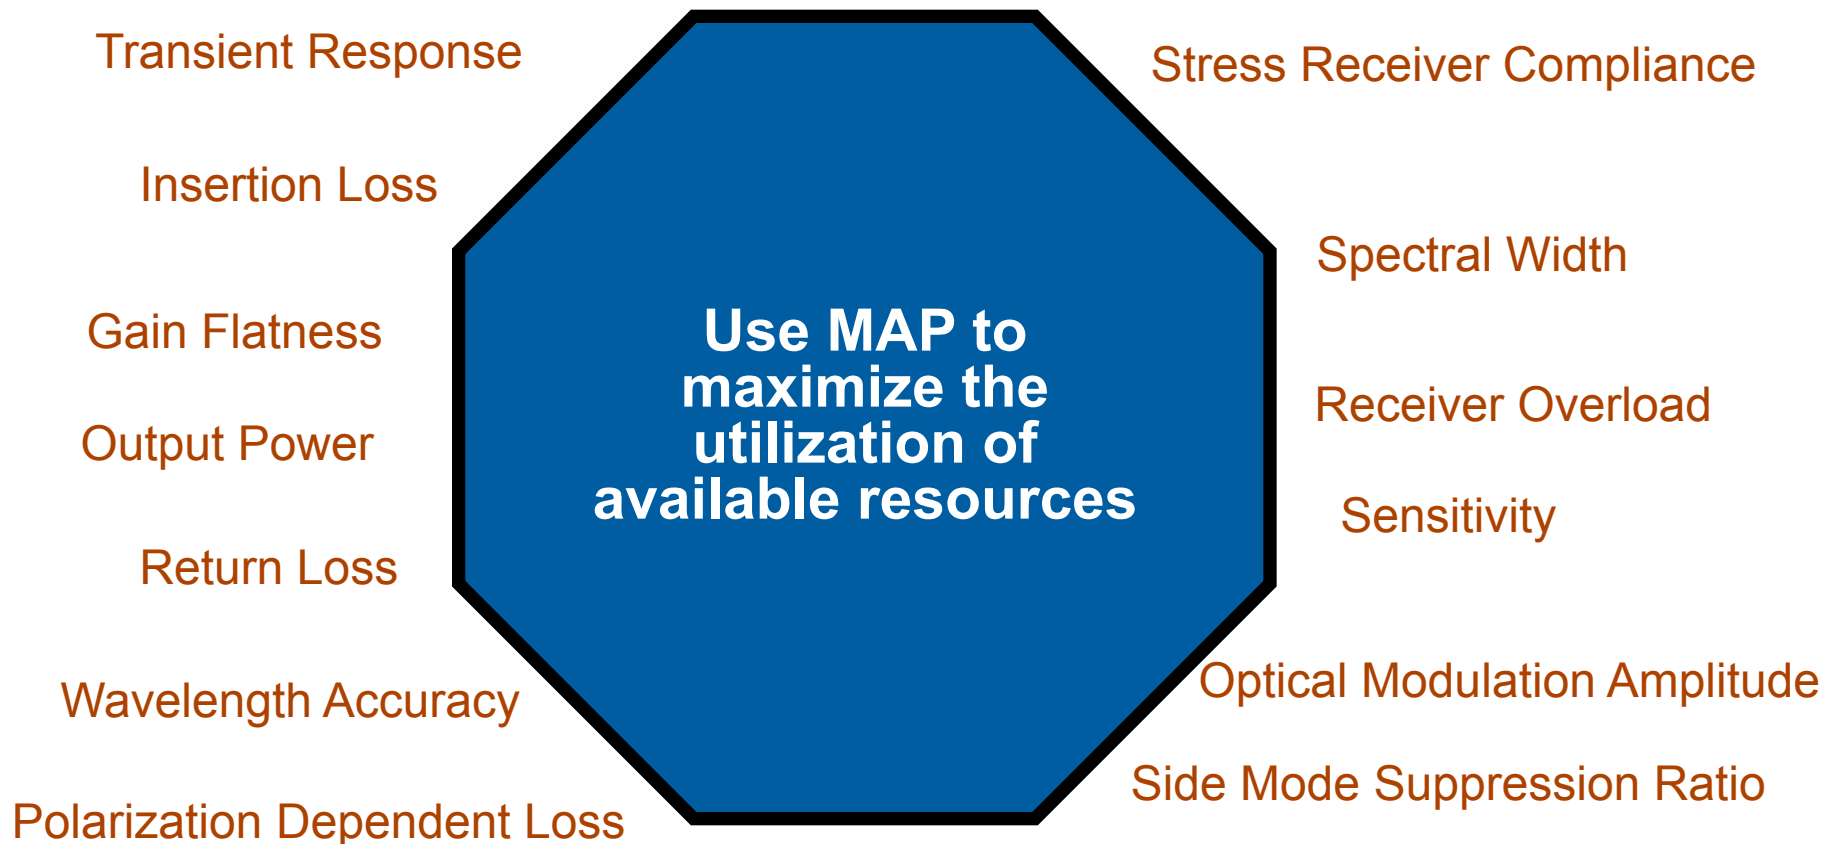 Transient Response
Insertion Loss
Gain Flatness
Output Power
Return Loss
Wavelength Accuracy
Polarization Dependent Loss
Use MAP to
maximize the
utilization of
available resources
Stress Receiver Compliance
Spectral Width
Receiver Overload
Sensitivity
Optical Modulation Amplitude
Side Mode Suppression Ratio